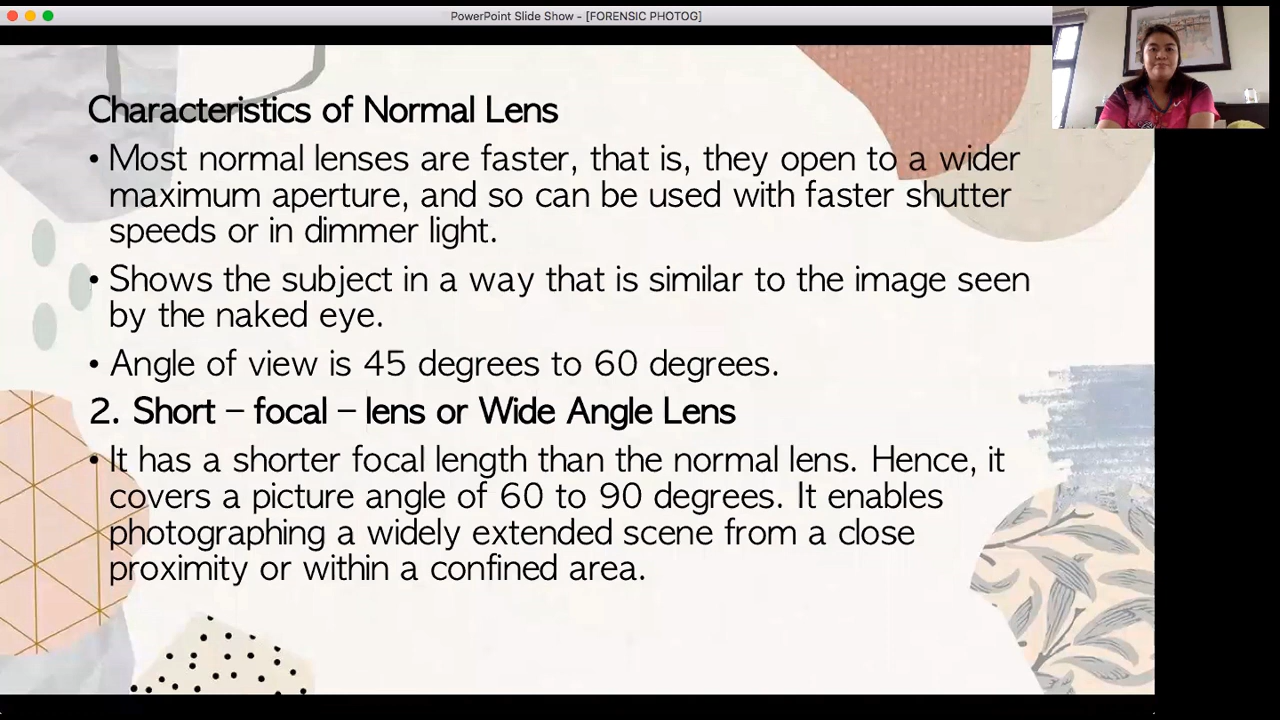 PowerPoint Slide Show - [FORENSIC PHOTOG]
Characteristics of Normal Lens
• Most normal lenses are faster, that is, they open to a wider
maximum aperture, and so can be used with faster shutter
speeds or in dimmer light.
• Shows the subject in a way that is similar to the image seen
by the naked eye.
• Angle of view is 45 degrees to 60 degrees.
2. Short – focal – lens or Wide Angle Lens
• It has a shorter focal length than the normal lens. Hence, it
covers a picture angle of 60 to 90 degrees. It enables
photographing a widely extended scene from a close
proximity or within a confined area.